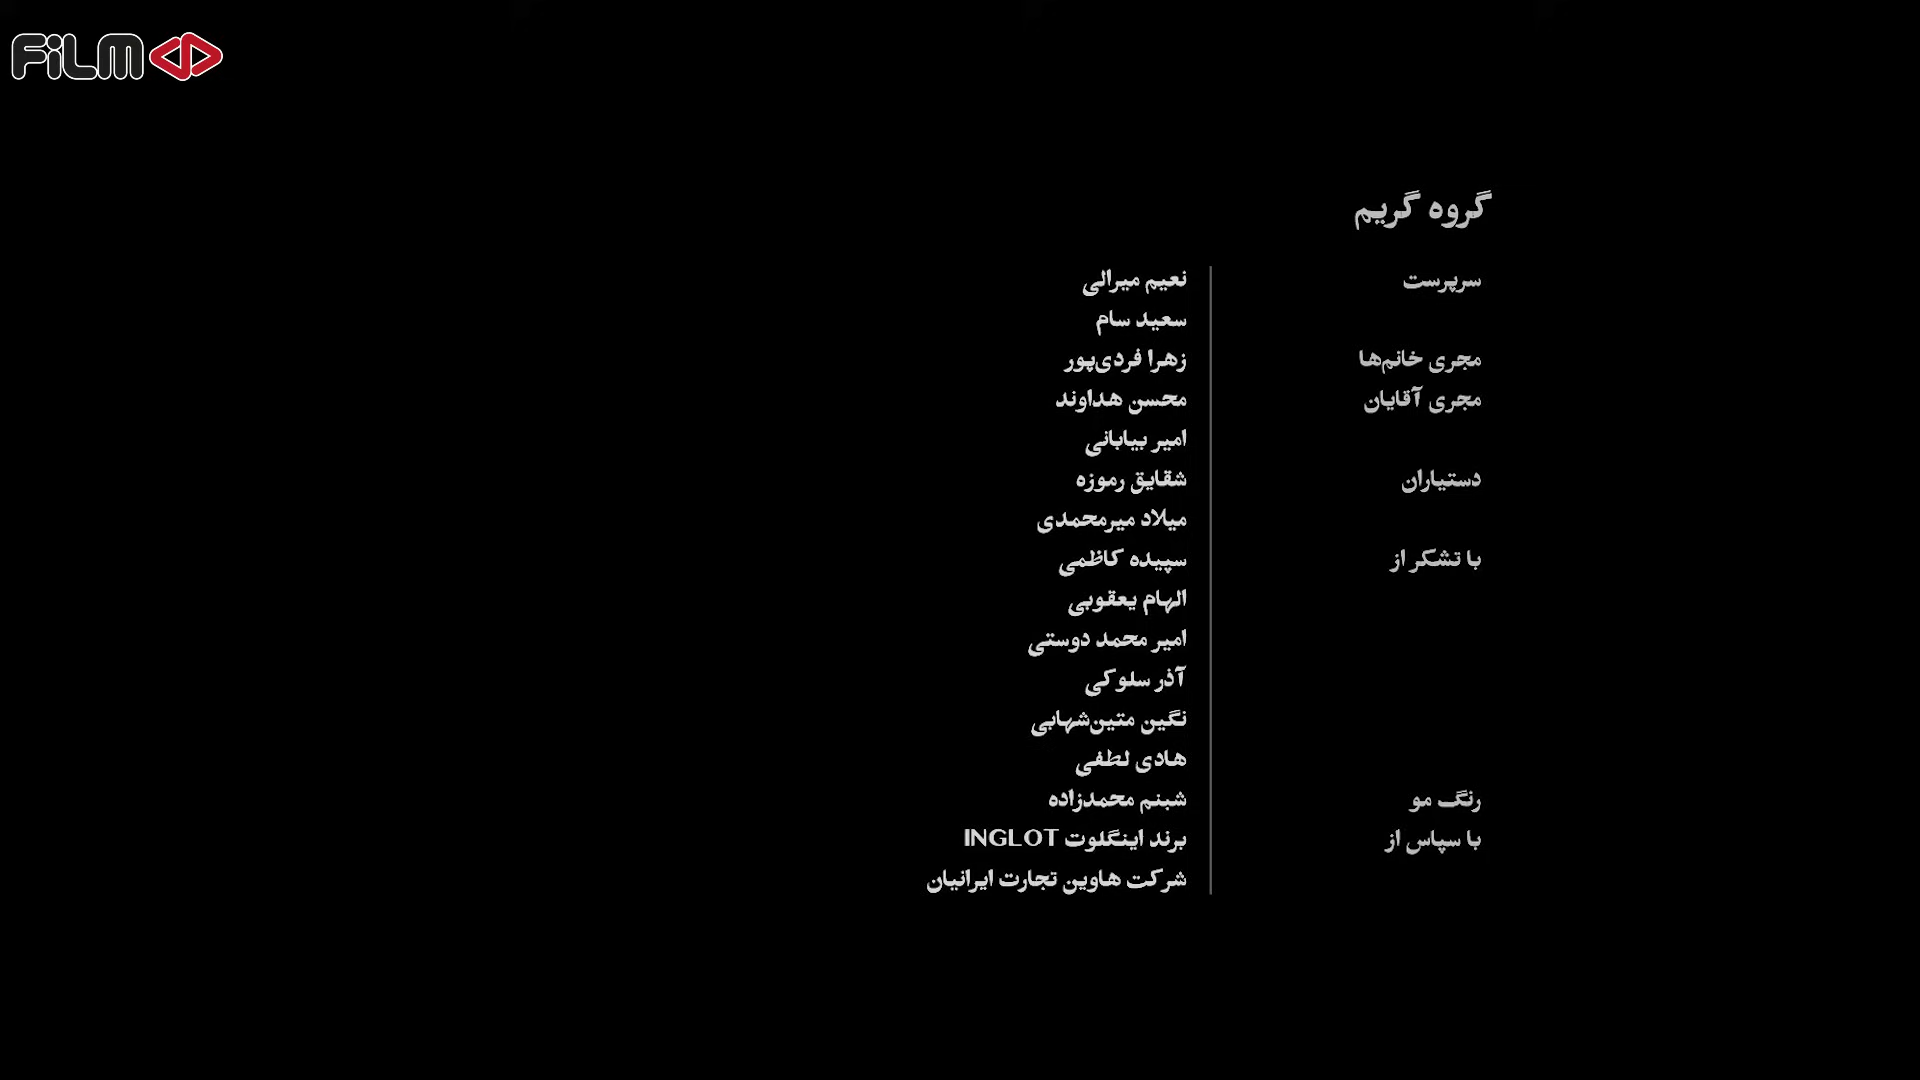 FiLM
گروه گریم
سرپرست نعیم میرالی
سعید سام
مجری خانم‌ها زهرا فردی‌پور
مجری آقایان محسن هداوند
امیر بیابانی
دستیاران شقایق رموزه
میلاد میرمحمدی
با تشکر از سپیده کاظمی
الهام یعقوبی
امیر محمد دوستی
آذر سلوکی
نگین متین‌شهابی
هادی لطفی
رنگ مو شبنم محمدزاده
با سپاس از برند اینگلوت INGLOT
شرکت هاوین تجارت ایرانیان